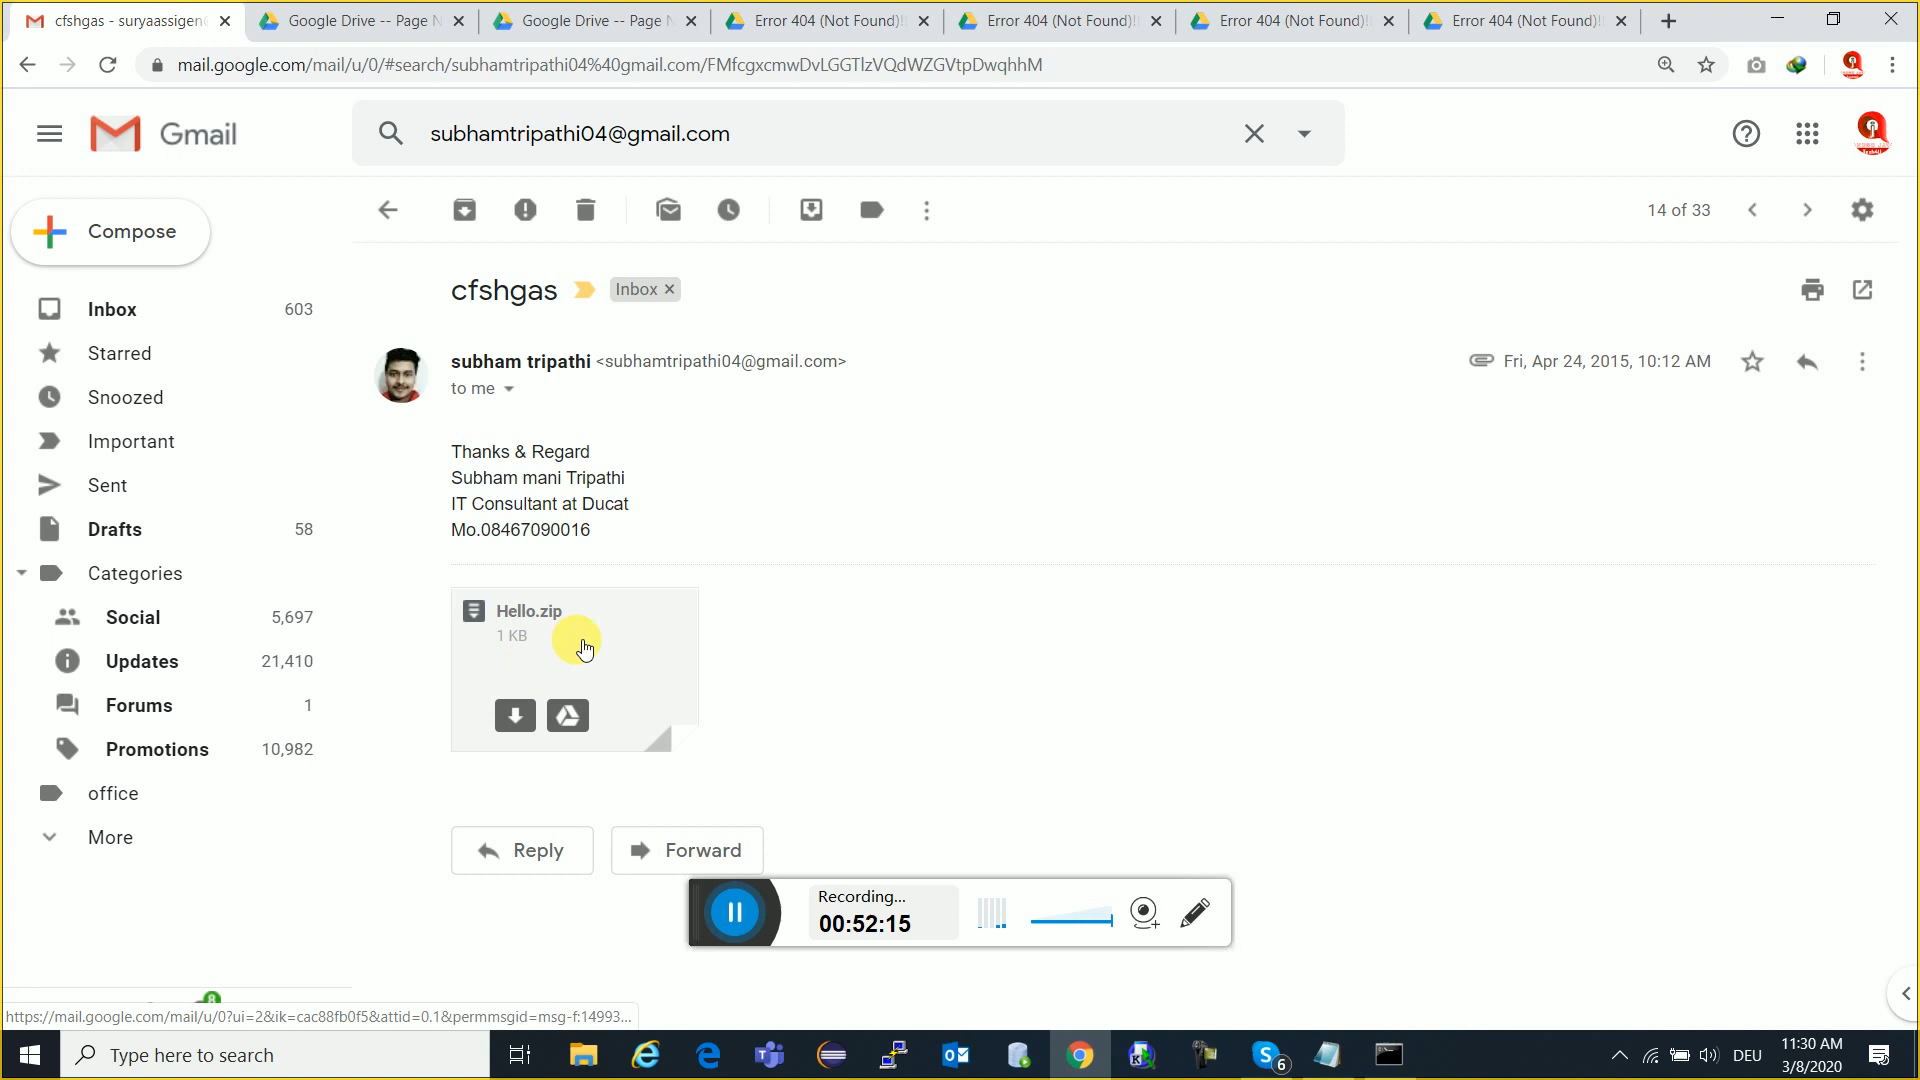 cfshgas - suryaassigen
Google Drive -- Page N
Google Drive -- Page N
Error 404 (Not Found)!
Error 404 (Not Found)!
Error 404 (Not Found)!
Error 404 (Not Found)!
mail.google.com/mail/u/0/#search/subhamtripathi04%40gmail.com/FMfcgxcmwDvLGGTlzVQdWZGVtpDwqhhM
Gmail
subhamtripathi04@gmail.com
Compose
14 of 33
Inbox 603
Starred
Snoozed
Important
Sent
Drafts 58
Categories
Social 5,697
Updates 21,410
Forums 1
Promotions 10,982
office
More
cfshgas
Inbox
subham tripathi <subhamtripathi04@gmail.com>
to me
Fri, Apr 24, 2015, 10:12 AM
Thanks & Regard
Subham mani Tripathi
IT Consultant at Ducat
Mo.08467090016
Hello.zip
1 KB
Reply
Forward
Recording...
00:52:15
8
https://mail.google.com/mail/u/0?ui=2&ik=cac88fb0f5&attid=0.1&permmsgid=msg-f:14993...
Type here to search
6
DEU
11:30 AM
3/8/2020